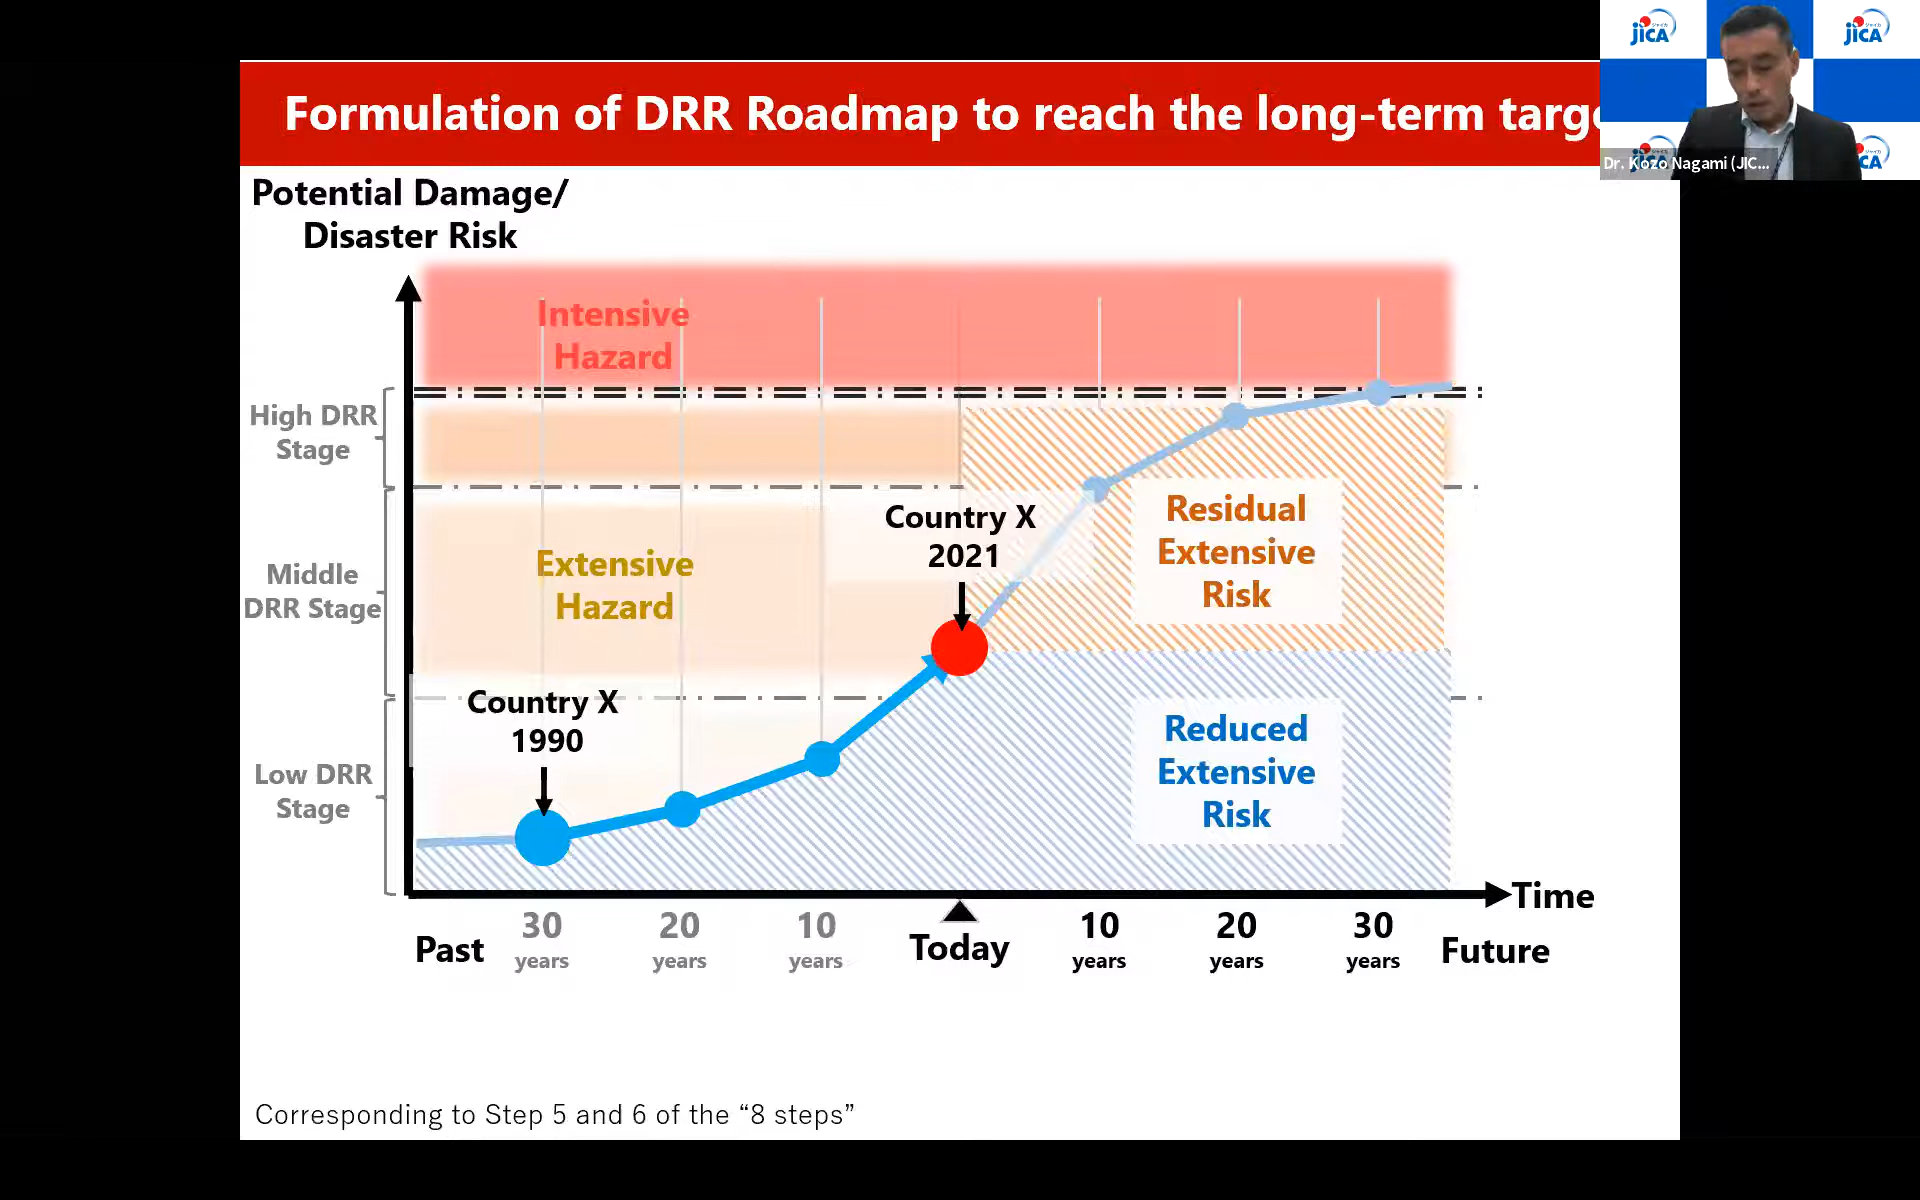 Formulation of DRR Roadmap to reach the long-term targe
JICA
JICA
Dr. Kozo Nagami (JIC...
CA
Potential Damage/
Disaster Risk
Intensive
Hazard
High DRR
Stage
Country X
2021
Residual
Extensive
Risk
Extensive
Hazard
Middle
DRR Stage
Country X
1990
Reduced
Extensive
Risk
Low DRR
Stage
Time
Past
30
years
20
years
10
years
Today
10
years
20
years
30
years
Future
Corresponding to Step 5 and 6 of the “8 steps”